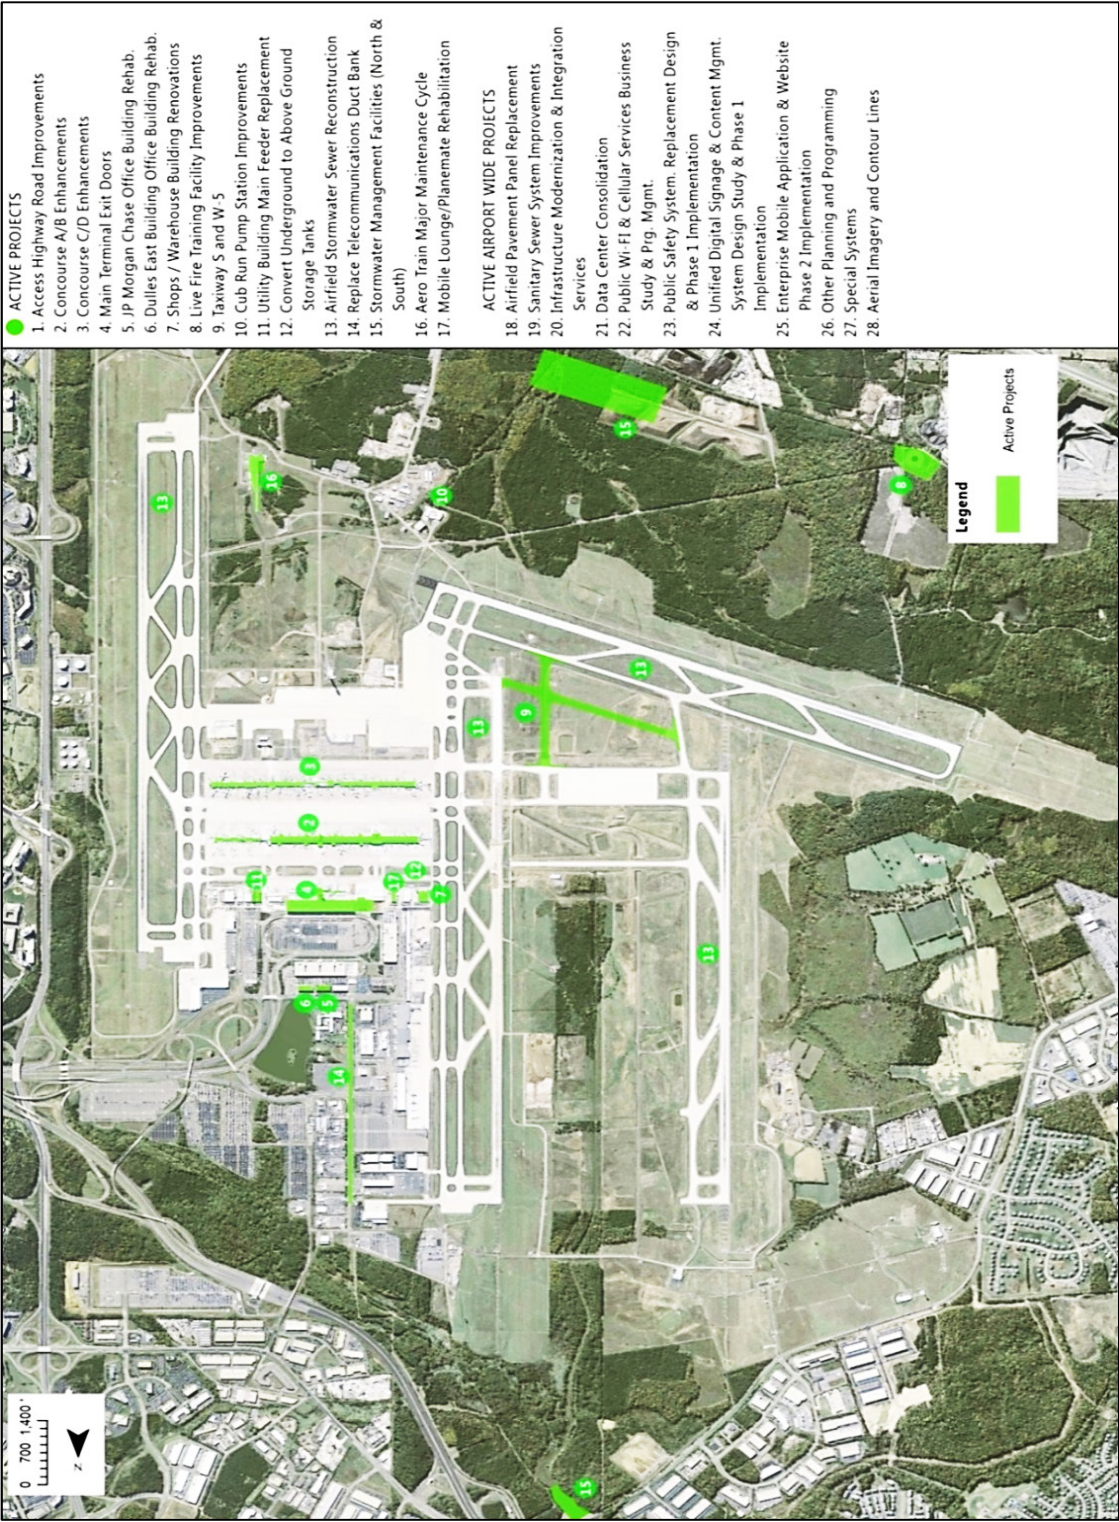 ACTIVE PROJECTS
1. Access Highway Road Improvements
2. Concourse A/B Enhancements
3. Concourse C/D Enhancements
4. Main Terminal Exit Doors
5. JP Morgan Chase Office Building Rehab.
6. Dulles East Building Office Building Rehab.
7. Shops / Warehouse Building Renovations
8. Live Fire Training Facility Improvements
9. Taxiway S and W-5
10. Cub Run Pump Station Improvements
11. Utility Building Main Feeder Replacement
12. Convert Underground to Above Ground
Storage Tanks
13. Airfield Stormwater Sewer Reconstruction
14. Replace Telecommunications Duct Bank
15. Stormwater Management Facilities (North &
South)
16. Aero Train Major Maintenance Cycle
17. Mobile Lounge/Planemate Rehabilitation
ACTIVE AIRPORT WIDE PROJECTS
18. Airfield Pavement Panel Replacement
19. Sanitary Sewer System Improvements
20. Infrastructure Modernization & Integration
Services
21. Data Center Consolidation
22. Public Wi-FI & Cellular Services Business
Study & Prg. Mgmt.
23. Public Safety System. Replacement Design
& Phase 1 Implementation
24. Unified Digital Signage & Content Mgmt.
System Design Study & Phase 1
Implementation
25. Enterprise Mobile Application & Website
Phase 2 Implementation
26. Other Planning and Programming
27. Special Systems
28. Aerial Imagery and Contour Lines
0 700 1,400'
N
15
14
6
5
11
4
17
12
7
2
3
13
13
9
13
13
16
10
15
8
Legend
Active Projects